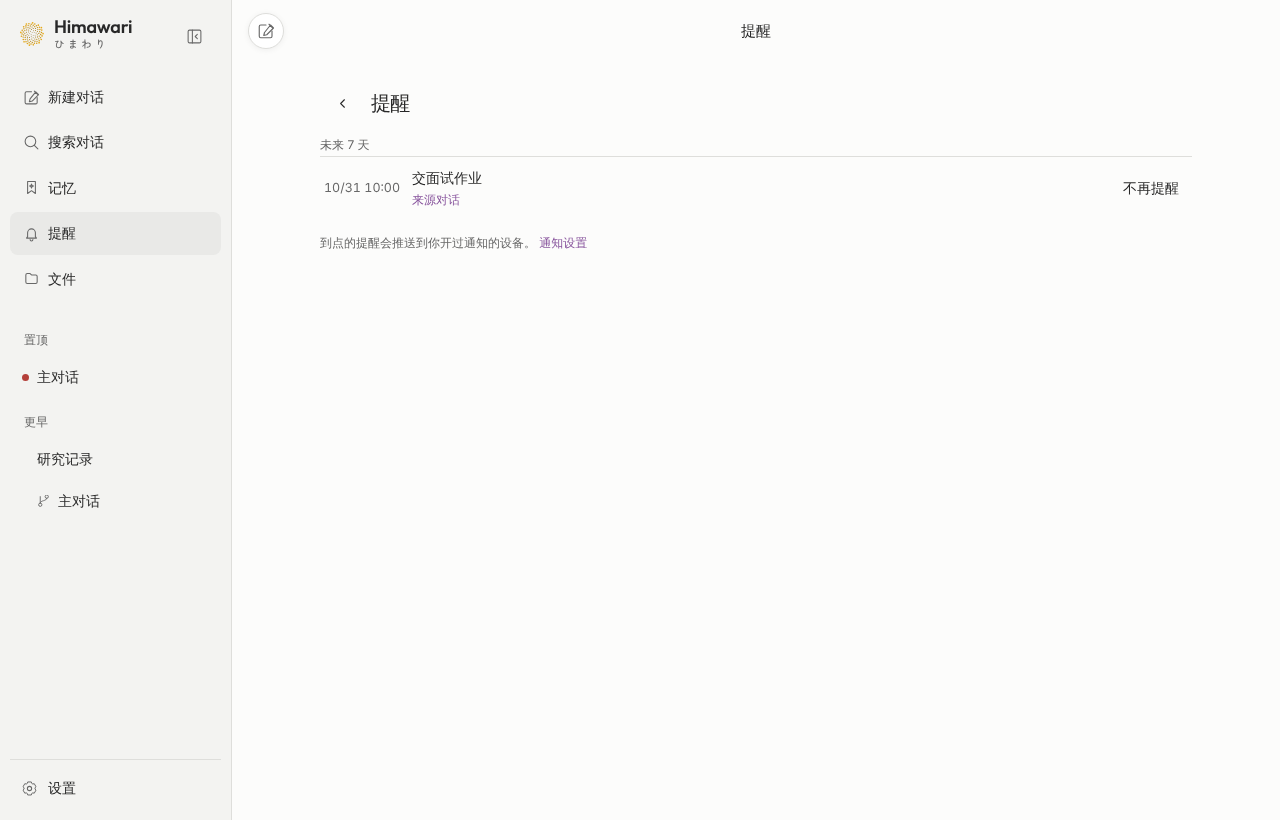 Himawari
ひまわり
新建对话
搜索对话
记忆
提醒
文件
置顶
主对话
更早
研究记录
主对话
设置
提醒
提醒
未来 7 天
10/31 10:00
交面试作业
来源对话
不再提醒
到点的提醒会推送到你开过通知的设备。 通知设置